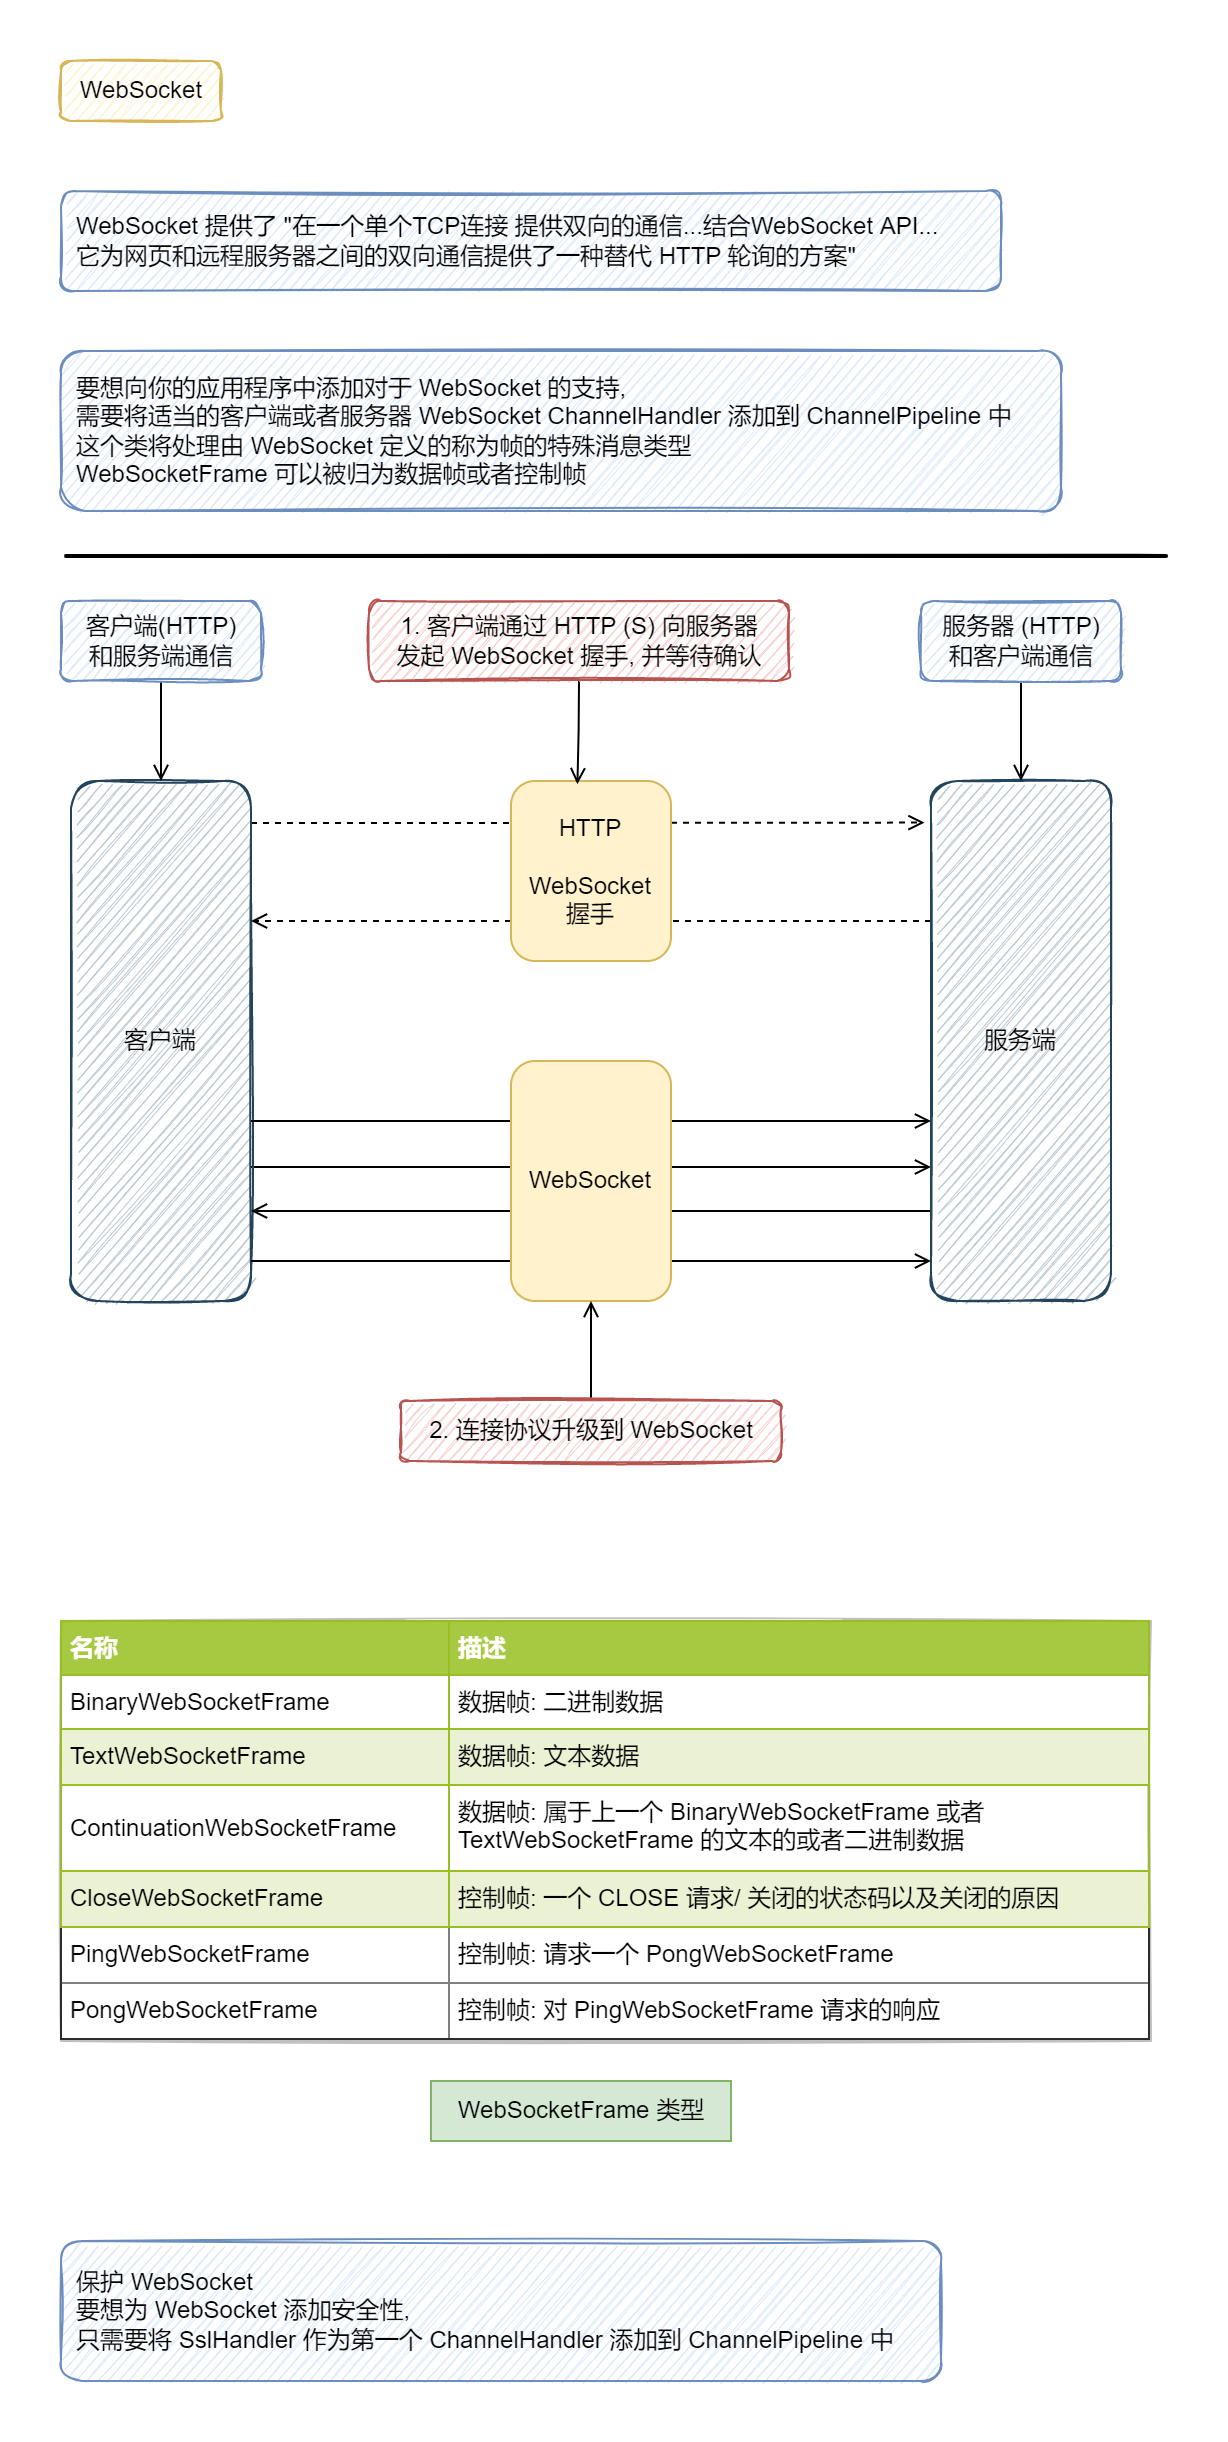 WebSocket
WebSocket 提供了 "在一个单个TCP连接 提供双向的通信...结合WebSocket API...
它为网页和远程服务器之间的双向通信提供了一种替代 HTTP 轮询的方案"
要想向你的应用程序中添加对于 WebSocket 的支持,
需要将适当的客户端或者服务器 WebSocket ChannelHandler 添加到 ChannelPipeline 中
这个类将处理由 WebSocket 定义的称为帧的特殊消息类型
WebSocketFrame 可以被归为数据帧或者控制帧
客户端(HTTP)
和服务端通信
1. 客户端通过 HTTP (S) 向服务器
发起 WebSocket 握手, 并等待确认
服务器 (HTTP)
和客户端通信
HTTP
WebSocket
握手
客户端
服务端
WebSocket
2. 连接协议升级到 WebSocket
名称 描述
BinaryWebSocketFrame 数据帧: 二进制数据
TextWebSocketFrame 数据帧: 文本数据
ContinuationWebSocketFrame 数据帧: 属于上一个 BinaryWebSocketFrame 或者
TextWebSocketFrame 的文本的或者二进制数据
CloseWebSocketFrame 控制帧: 一个 CLOSE 请求/ 关闭的状态码以及关闭的原因
PingWebSocketFrame 控制帧: 请求一个 PongWebSocketFrame
PongWebSocketFrame 控制帧: 对 PingWebSocketFrame 请求的响应
WebSocketFrame 类型
保护 WebSocket
要想为 WebSocket 添加安全性,
只需要将 SslHandler 作为第一个 ChannelHandler 添加到 ChannelPipeline 中